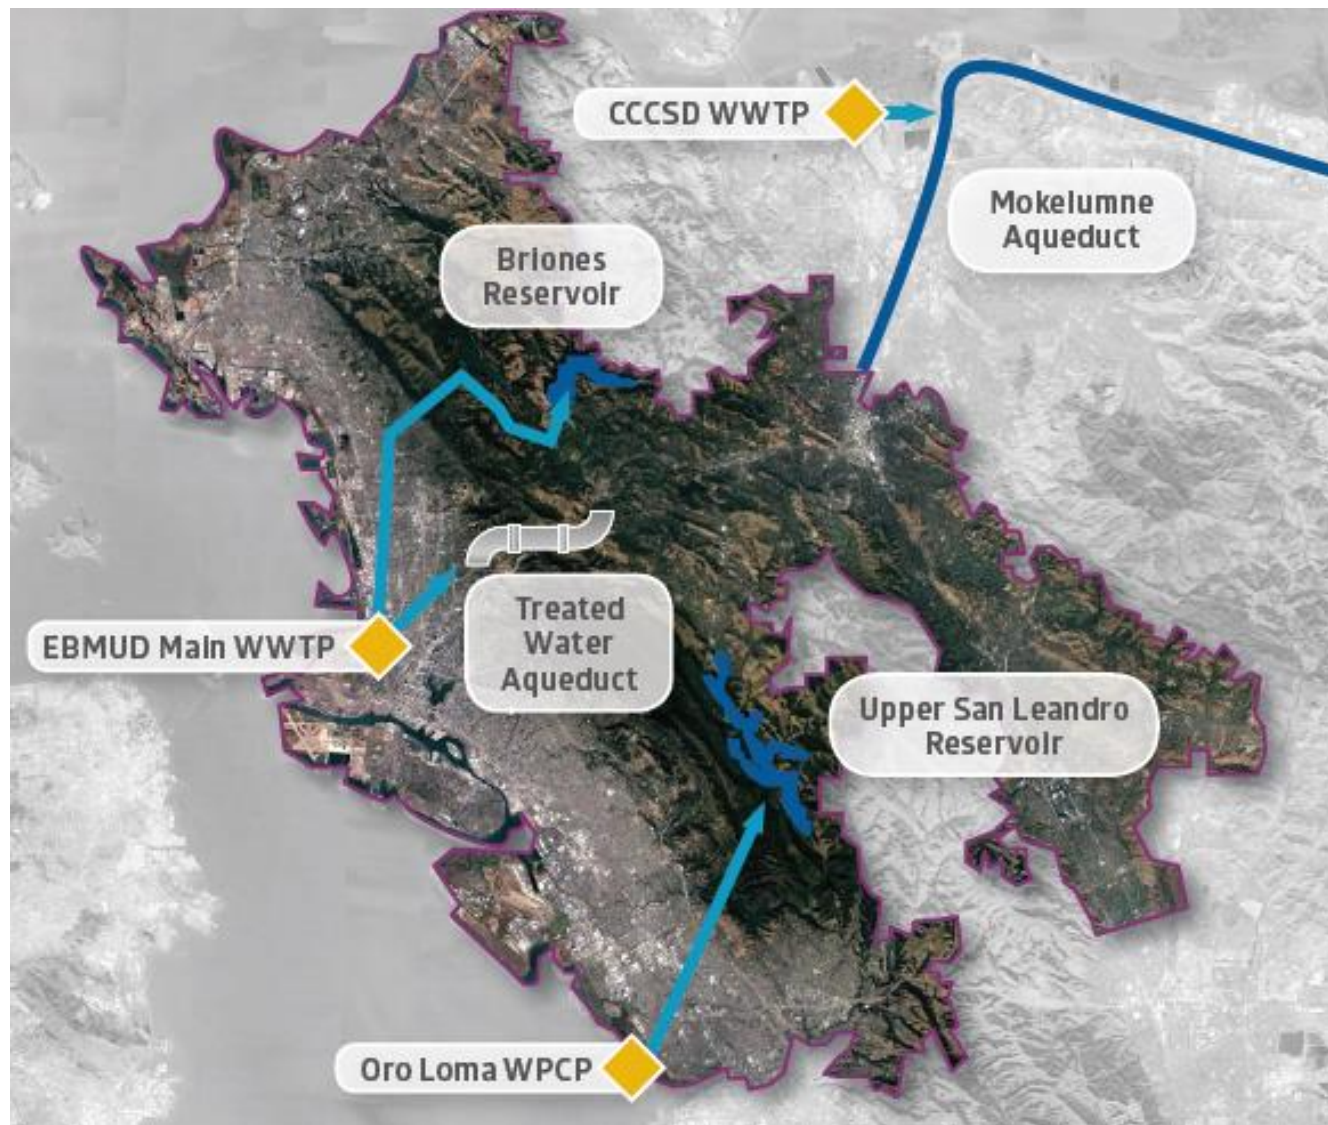 CCCSD WWTP
Mokelumne
Aqueduct
Briones
Reservoir
EBMUD Main WWTP
Treated
Water
Aqueduct
Upper San Leandro
Reservoir
Oro Loma WPCP